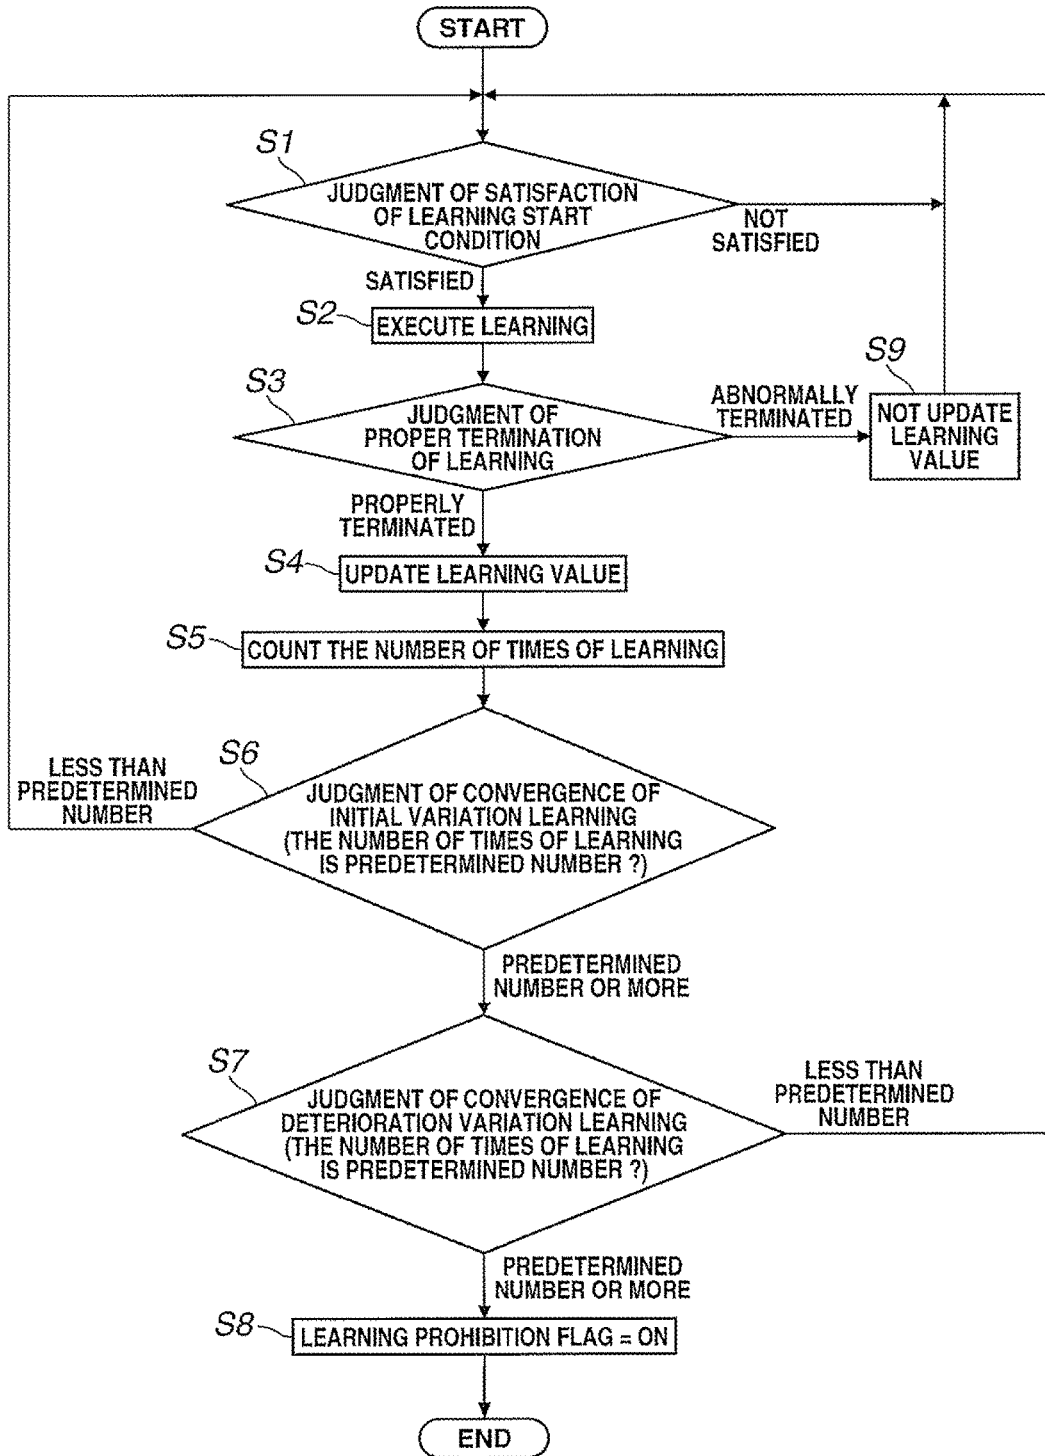 START
S1
JUDGMENT OF SATISFACTION
OF LEARNING START
CONDITION
NOT
SATISFIED
SATISFIED
S2
EXECUTE LEARNING
S3
JUDGMENT OF
PROPER TERMINATION
OF LEARNING
ABNORMALLY
TERMINATED
S9
NOT UPDATE
LEARNING
VALUE
PROPERLY
TERMINATED
S4
UPDATE LEARNING VALUE
S5
COUNT THE NUMBER OF TIMES OF LEARNING
S6
LESS THAN
PREDETERMINED
NUMBER
JUDGMENT OF CONVERGENCE OF
INITIAL VARIATION LEARNING
(THE NUMBER OF TIMES OF LEARNING
IS PREDETERMINED NUMBER ?)
PREDETERMINED
NUMBER OR MORE
S7
JUDGMENT OF CONVERGENCE OF
DETERIORATION VARIATION LEARNING
(THE NUMBER OF TIMES OF LEARNING
IS PREDETERMINED NUMBER ?)
LESS THAN
PREDETERMINED
NUMBER
PREDETERMINED
NUMBER OR MORE
S8
LEARNING PROHIBITION FLAG = ON
END